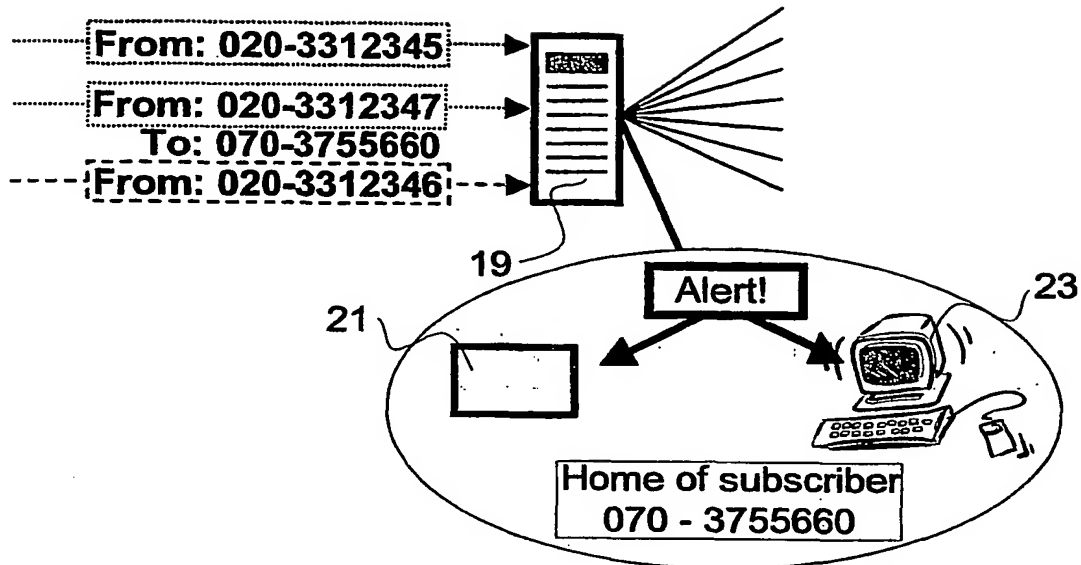 From: 020-3312345
From: 020-3312347
To: 070-3755660
From: 020-3312346
19
Alert!
23
21
Home of subscriber
070 - 3755660